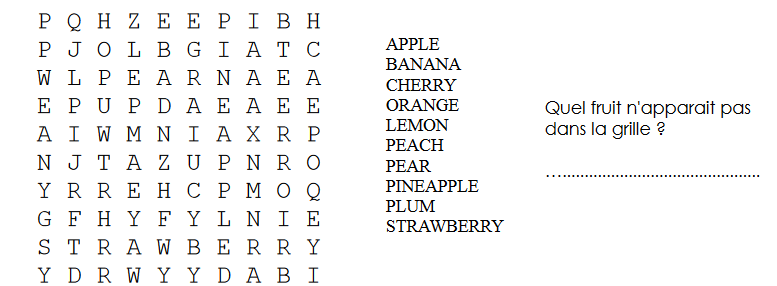 P Q H Z E E P I B H
P J O L B G I A T C
W L P E A R N A E A
E P U P D A E A E E
A I W M N I A X R P
N J T A Z U P N R O
Y R R E H C P M O Q
G F H Y F Y L N I E
S T R A W B E R R Y
Y D R W Y Y D A B I
APPLE
BANANA
CHERRY
ORANGE
LEMON
PEACH
PEAR
PINEAPPLE
PLUM
STRAWBERRY
Quel fruit n'apparait pas
dans la grille ?
................................................